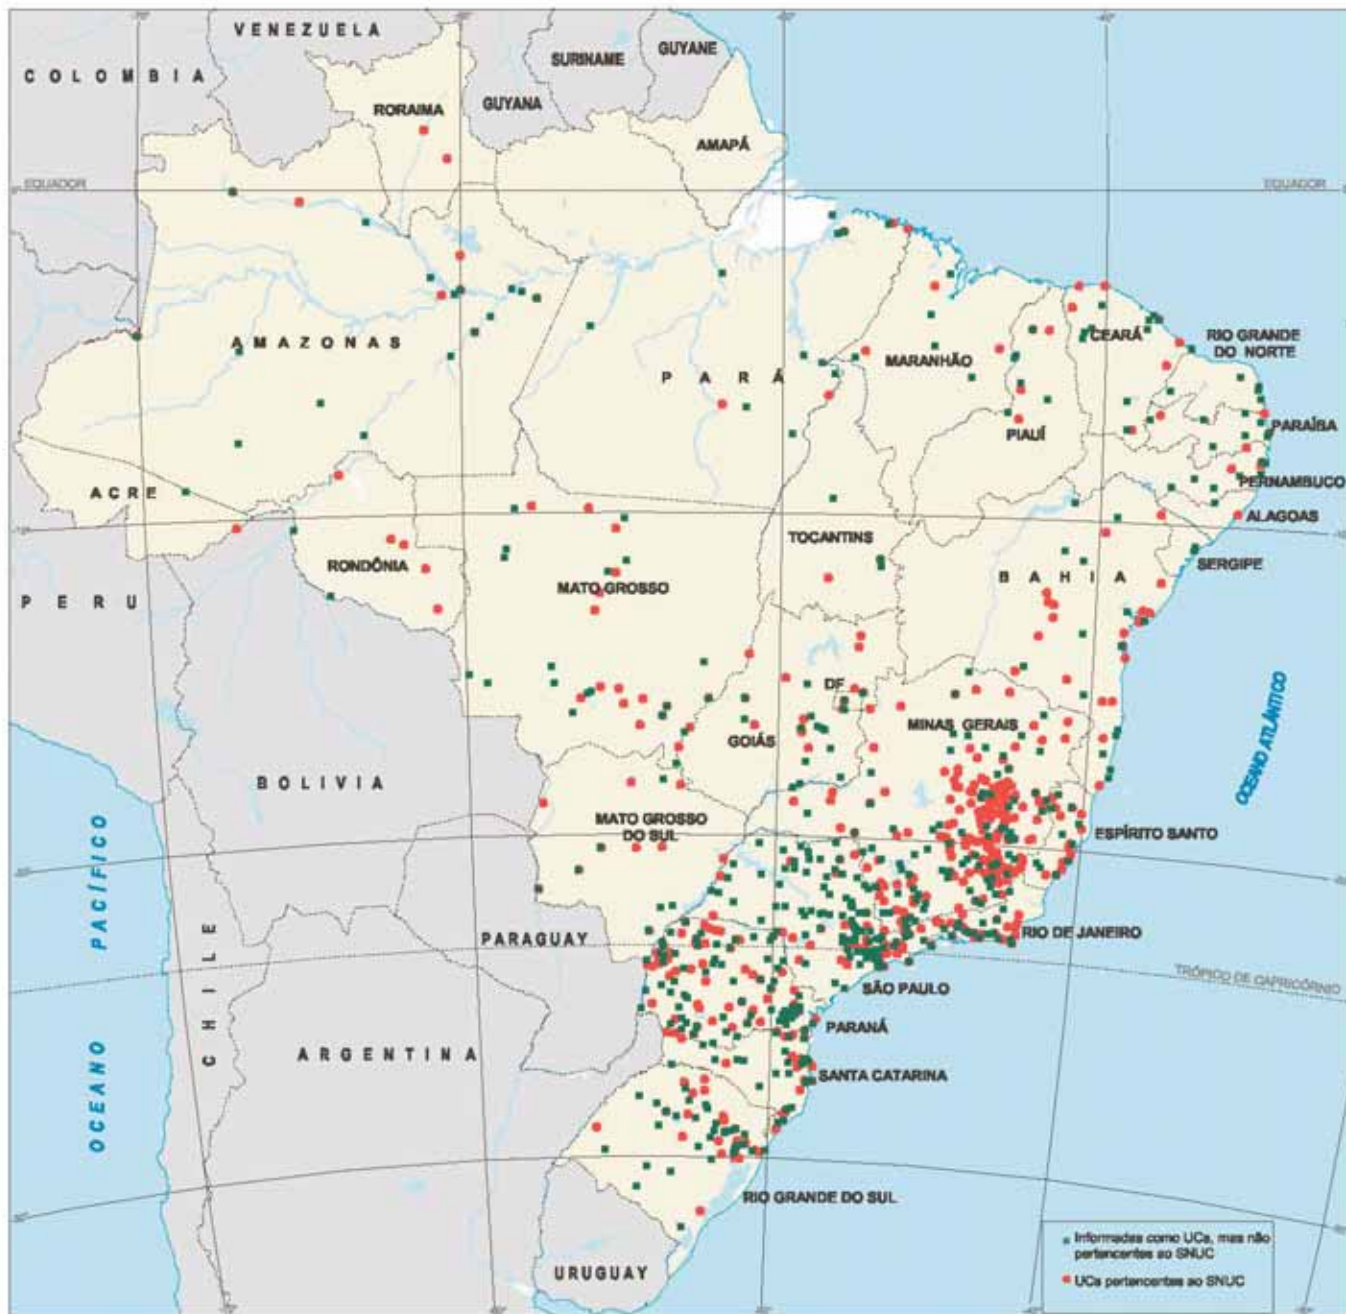 VENEZUELA
COLOMBIA
SURINAME
GUYANE
GUYANA
RORAIMA
AMAPÁ
EQUADOR
EQUADOR
AMAZONAS
PARÁ
MARANHÃO
CEARÁ
RIO GRANDE
DO NORTE
PIAUÍ
PARAÍBA
PERNAMBUCO
ALAGOAS
SERGIPE
ACRE
TOCANTINS
RONDÔNIA
MATO GROSSO
BAHIA
PERU
DF
GOIÁS
MINAS GERAIS
OCEANO ATLÂNTICO
BOLIVIA
MATO GROSSO
DO SUL
ESPÍRITO SANTO
OCEANO PACÍFICO
CHILE
PARAGUAY
RIO DE JANEIRO
TRÓPICO DE CAPRICÓRNIO
SÃO PAULO
PARANÁ
ARGENTINA
SANTA CATARINA
RIO GRANDE DO SUL
URUGUAY
Informadas como UCs, mas não
pertencentes ao SNUC
UCs pertencentes ao SNUC